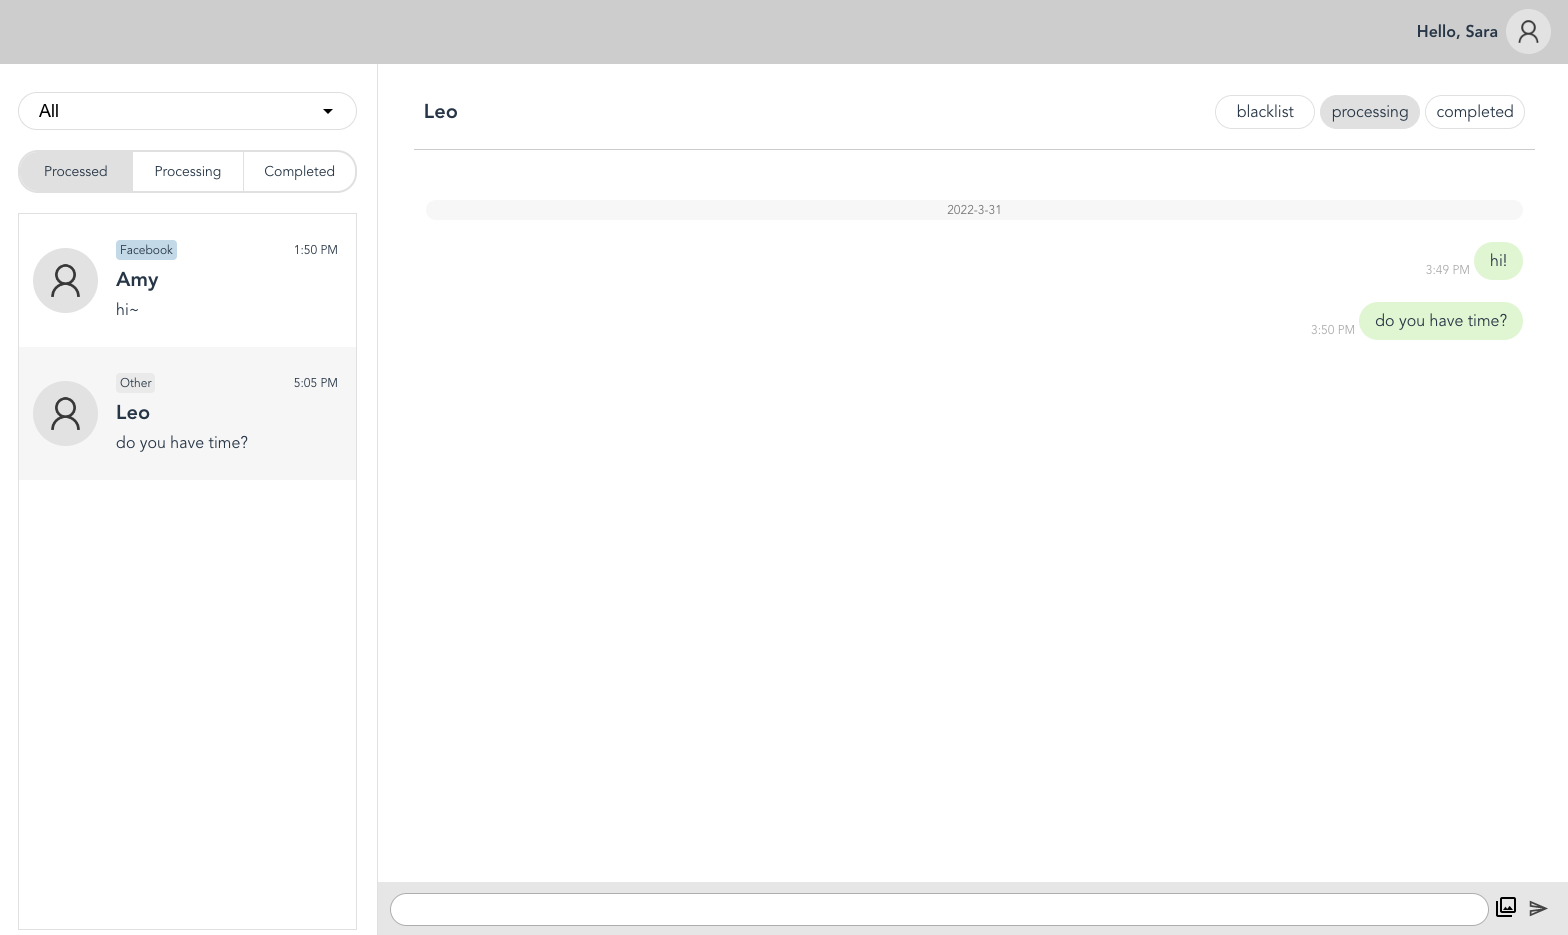 Hello, Sara
All
Processed Processing Completed
Facebook 1:50 PM
Amy
hi~
Other 5:05 PM
Leo
do you have time?
Leo blacklist processing completed
2022-3-31
3:49 PM hi!
3:50 PM do you have time?